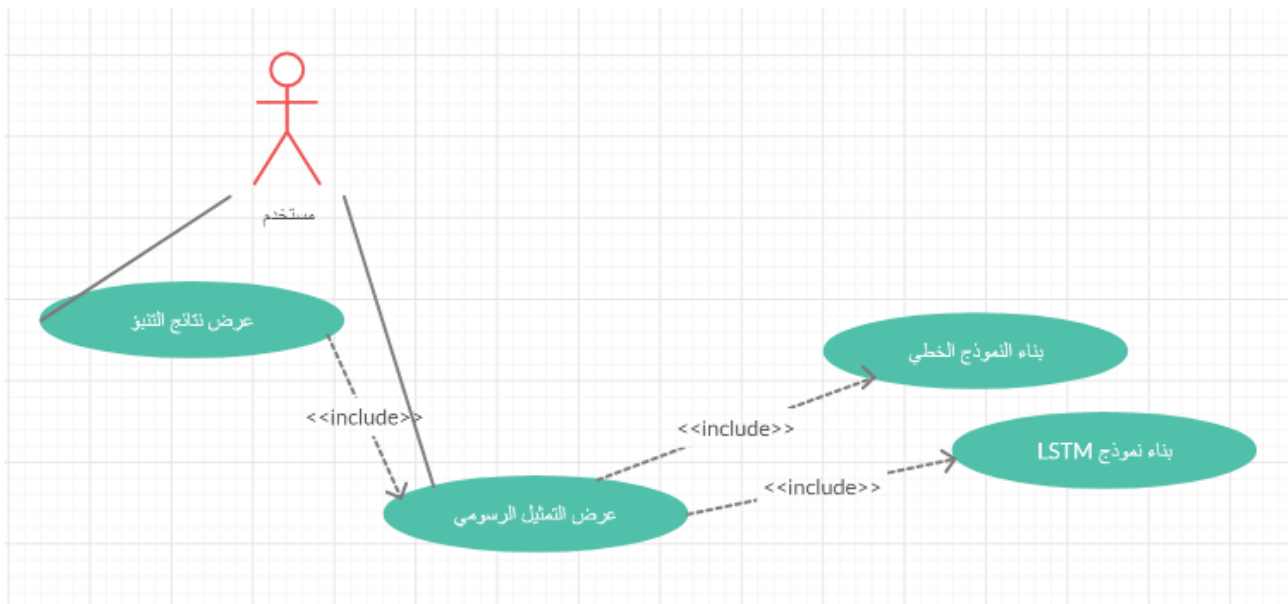 مستخدم
عرض نتائج التنبؤ
<<include>>
عرض التمثيل الرسومي
<<include>>
<<include>>
بناء النموذج الخطي
بناء نموذج LSTM